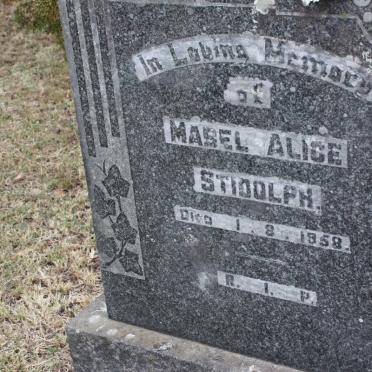 In Loving Memory
of
MABEL ALICE
STIDOLPH.
DIED 1.8.1958.
R.I.P